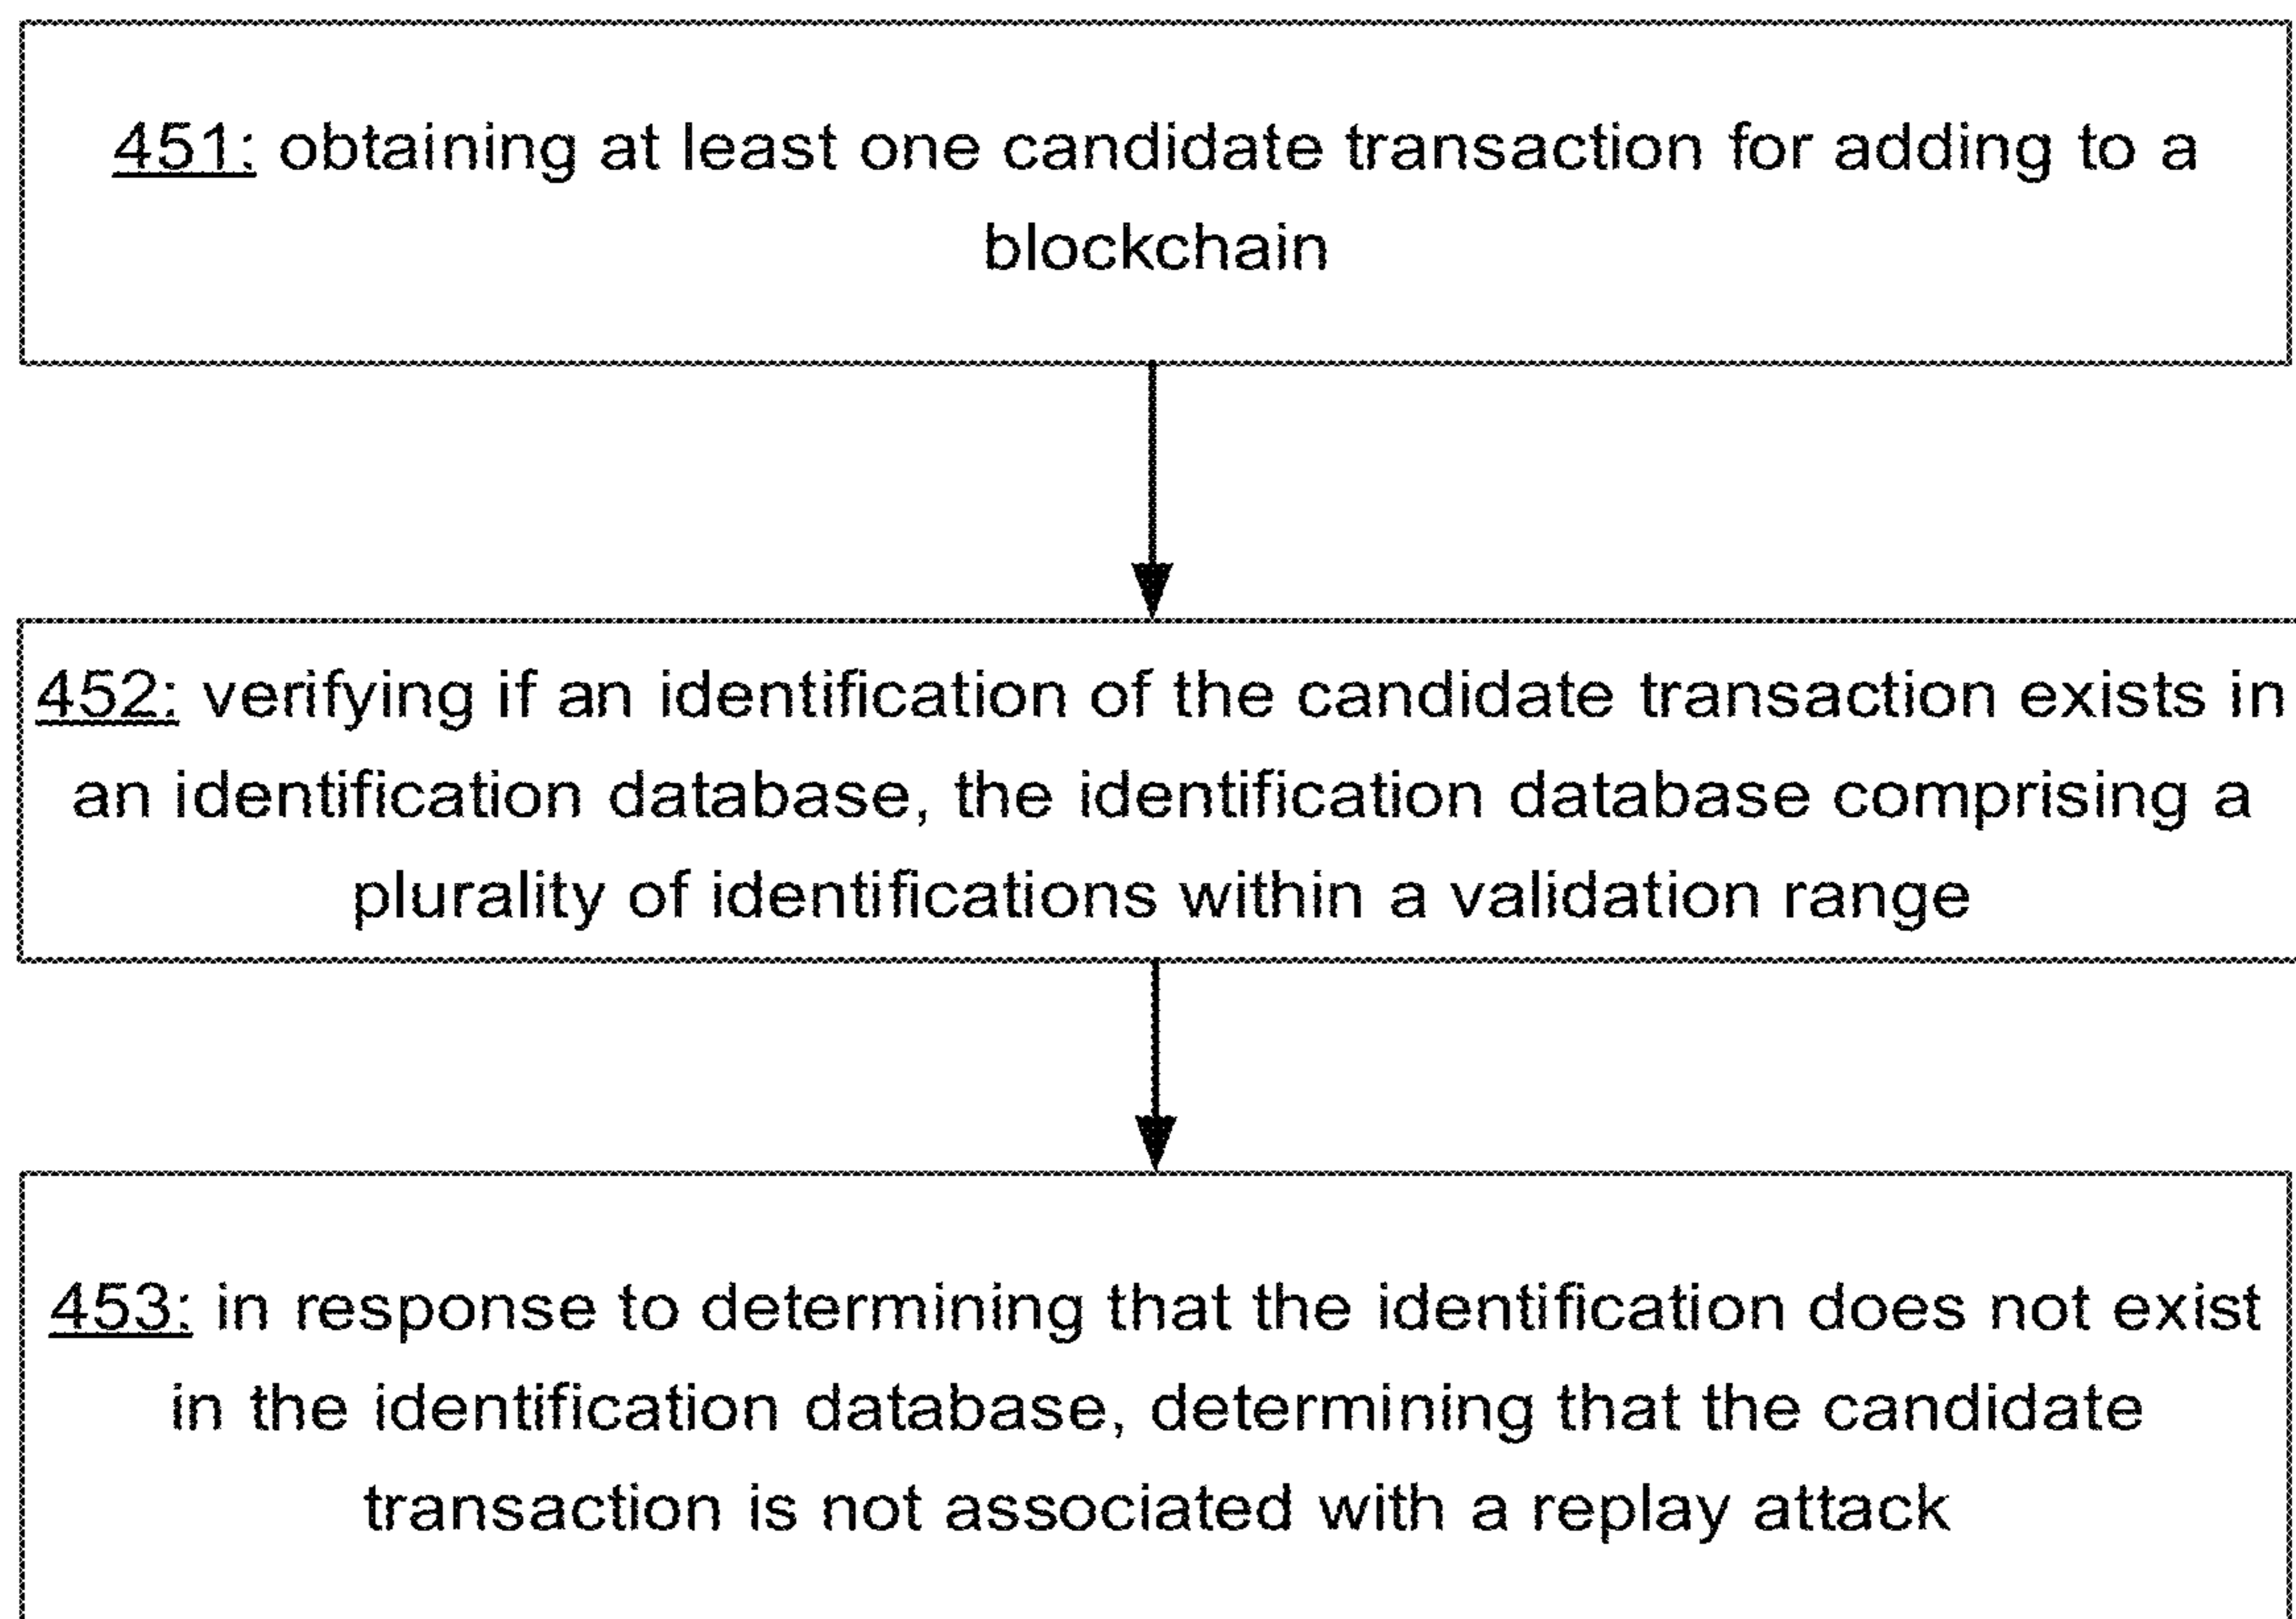 451: obtaining at least one candidate transaction for adding to a
blockchain
452: verifying if an identification of the candidate transaction exists in
an identification database, the identification database comprising a
plurality of identifications within a validation range
453: in response to determining that the identification does not exist
in the identification database, determining that the candidate
transaction is not associated with a replay attack